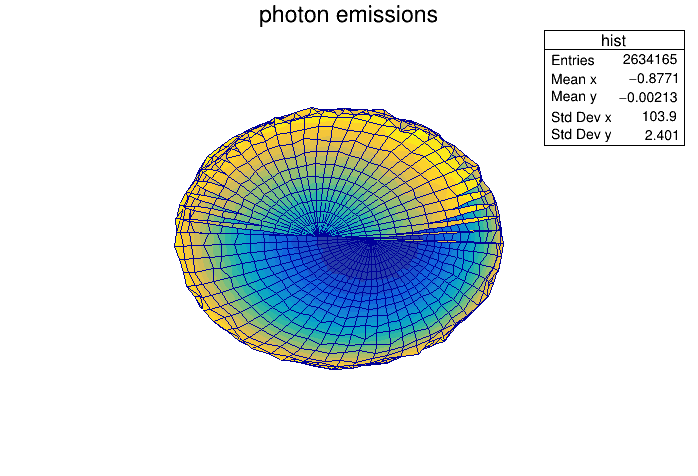 photon emissions
hist
Entries 2634165
Mean x −0.8771
Mean y −0.00213
Std Dev x 103.9
Std Dev y 2.401